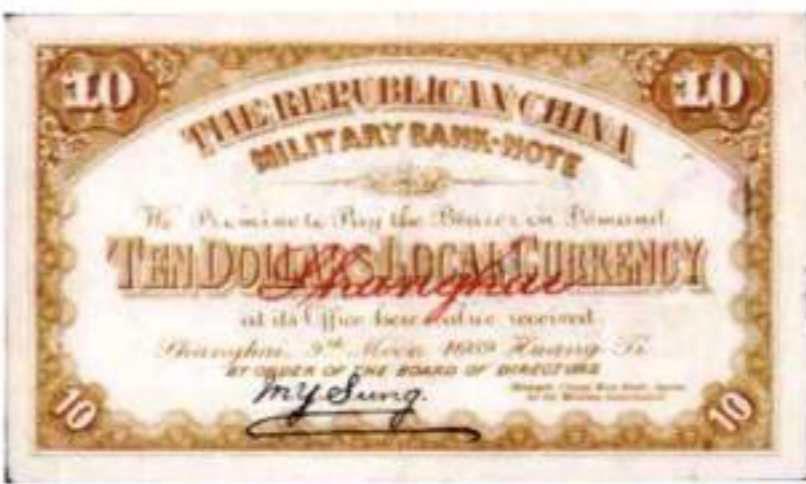 10 10
THE REPUBLICAN CHINA
MILITARY BANK-NOTE
We Promise to Pay the Bearer on Demand
TEN DOLLARS LOCAL CURRENCY
Shanghai
at its Office here value received
Shanghai, 9th Moon 4609 Huang Ti
BY ORDER OF THE BOARD OF DIRECTORS
M Y Sung.
10 10